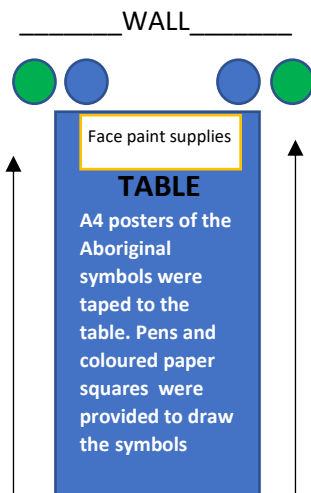 _______WALL________
Face paint supplies
TABLE
A4 posters of the
Aboriginal
symbols were
taped to the
table. Pens and
coloured paper
squares were
provided to draw
the symbols